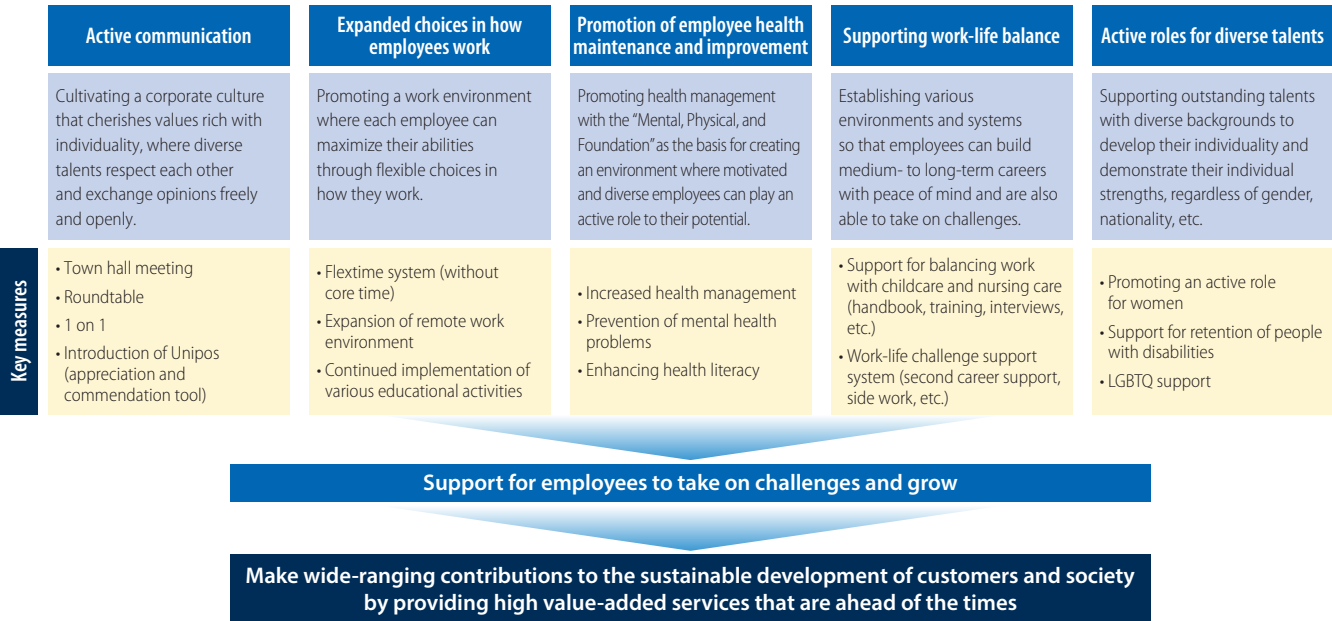 Active communication
Cultivating a corporate culture
that cherishes values rich with
individuality, where diverse
talents respect each other
and exchange opinions freely
and openly.
Expanded choices in how
employees work
Promoting a work environment
where each employee can
maximize their abilities
through flexible choices in
how they work.
Promotion of employee health
maintenance and improvement
Promoting health management
with the “Mental, Physical, and
Foundation” as the basis for creating
an environment where motivated
and diverse employees can play an
active role to their potential.
Supporting work-life balance
Establishing various
environments and systems
so that employees can build
medium- to long-term careers
with peace of mind and are also
able to take on challenges.
Active roles for diverse talents
Supporting outstanding talents
with diverse backgrounds to
develop their individuality and
demonstrate their individual
strengths, regardless of gender,
nationality, etc.
Key measures
• Town hall meeting
• Roundtable
• 1 on 1
• Introduction of Unipos
(appreciation and
commendation tool)
• Flextime system (without
core time)
• Expansion of remote work
environment
• Continued implementation of
various educational activities
• Increased health management
• Prevention of mental health
problems
• Enhancing health literacy
• Support for balancing work
with childcare and nursing care
(handbook, training, interviews,
etc.)
• Work-life challenge support
system (second career support,
side work, etc.)
• Promoting an active role
for women
• Support for retention of people
with disabilities
• LGBTQ support
Support for employees to take on challenges and grow
Make wide-ranging contributions to the sustainable development of customers and society
by providing high value-added services that are ahead of the times